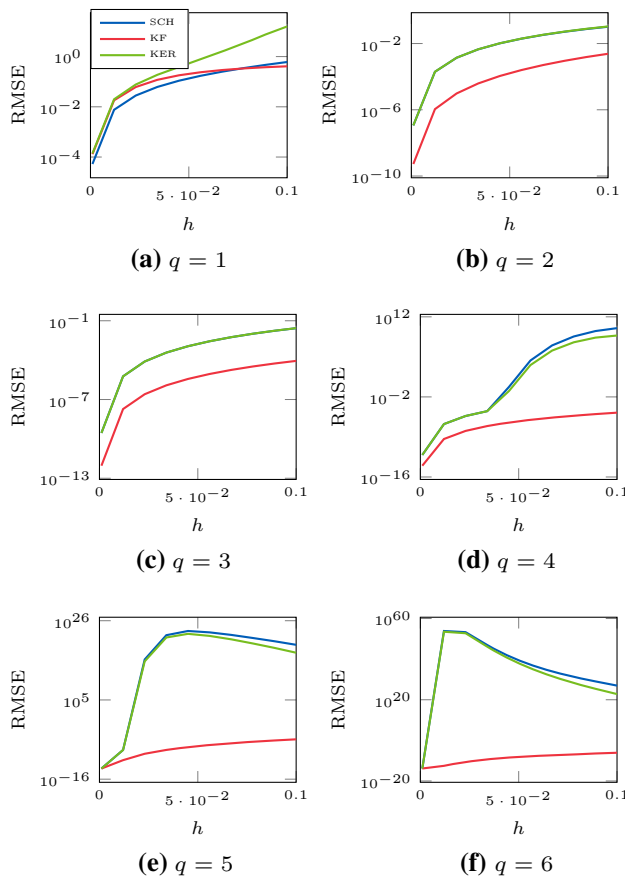 SCH
KF
KER
RMSE
10^0
10^−2
10^−4
0
5 · 10^−2
0.1
h
(a) q = 1
RMSE
10^−2
10^−6
10^−10
0
5 · 10^−2
0.1
h
(b) q = 2
RMSE
10^−1
10^−7
10^−13
0
5 · 10^−2
0.1
h
(c) q = 3
RMSE
10^12
10^−2
10^−16
0
5 · 10^−2
0.1
h
(d) q = 4
RMSE
10^26
10^5
10^−16
0
5 · 10^−2
0.1
h
(e) q = 5
RMSE
10^60
10^20
10^−20
0
5 · 10^−2
0.1
h
(f) q = 6